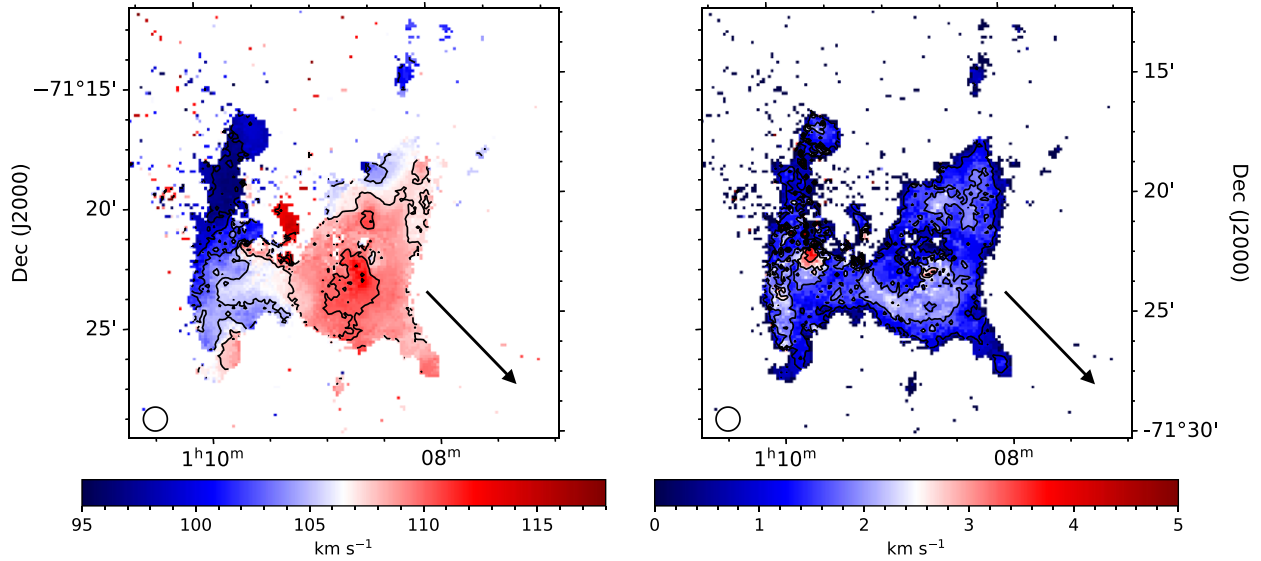 Dec (J2000)
−71°15'
20'
25'
1ʰ10ᵐ
08ᵐ
95
100
105
110
115
km s⁻¹
15'
20'
25'
-71°30'
Dec (J2000)
1ʰ10ᵐ
08ᵐ
0
1
2
3
4
5
km s⁻¹